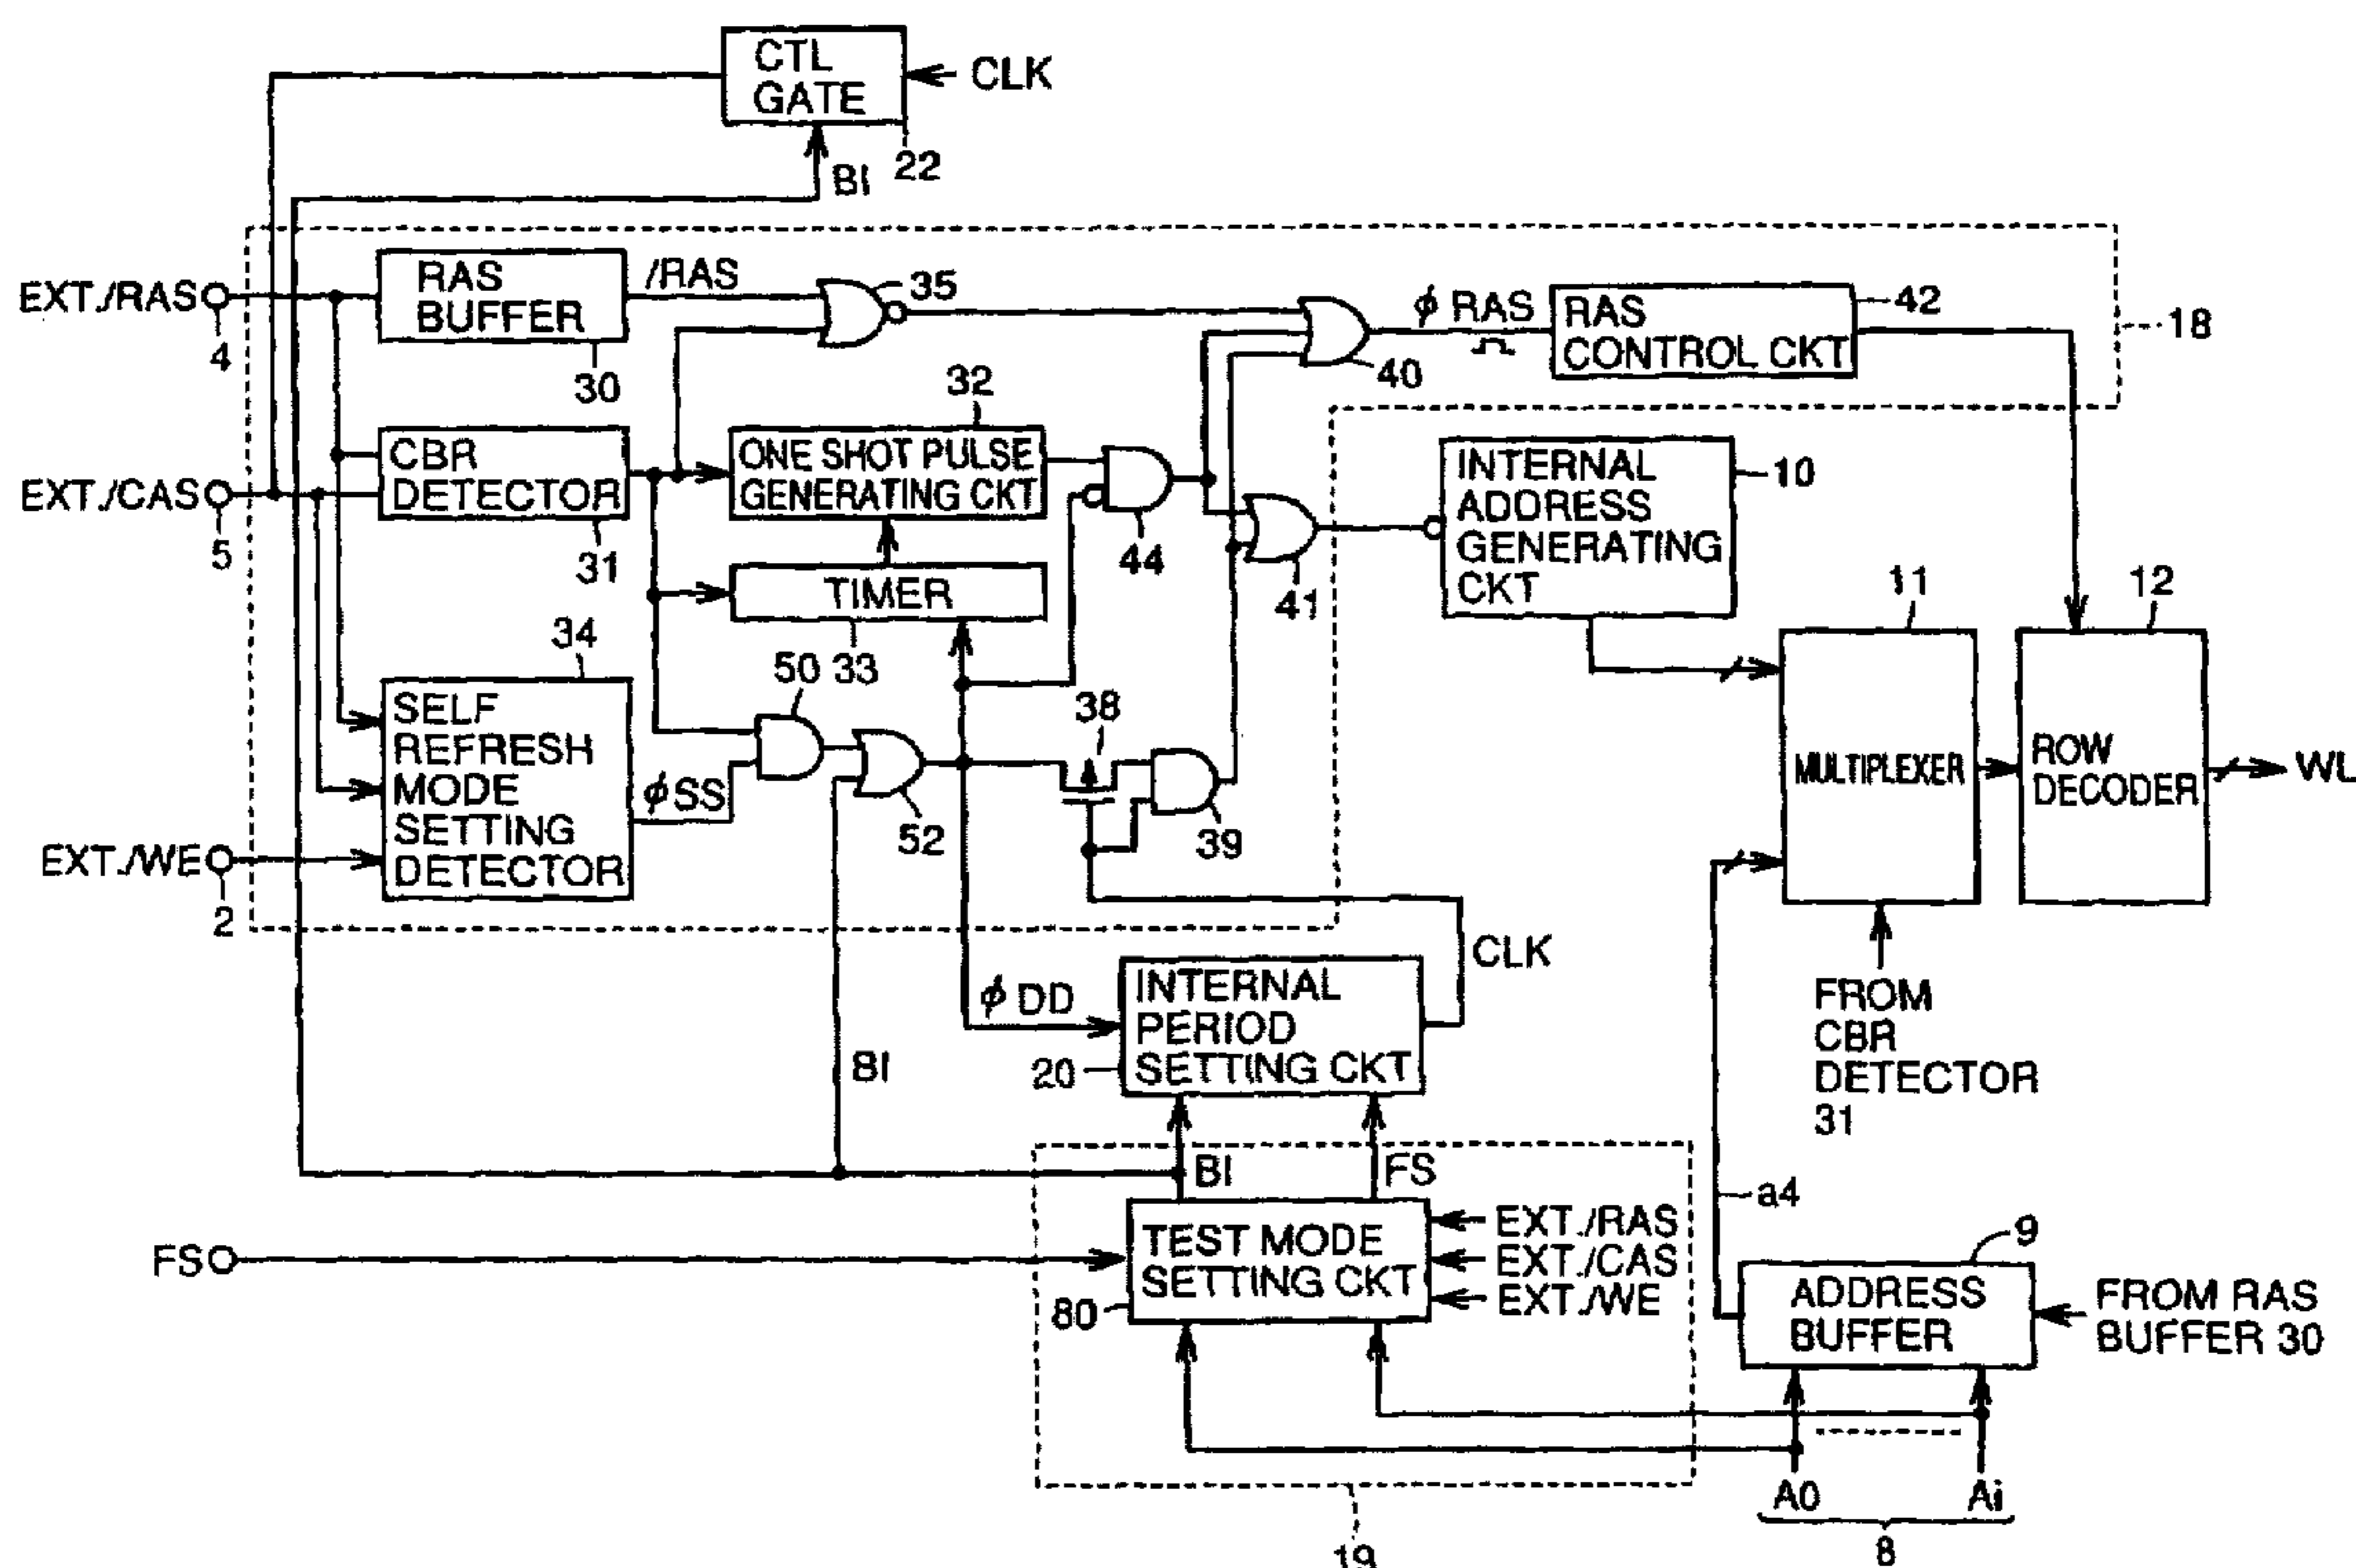 CTL
GATE
CLK
22
BI
EXT./RAS
4
RAS
BUFFER
30
/RAS
35
40
φ RAS
RAS
CONTROL CKT
42
18
EXT./CAS
5
CBR
DETECTOR
31
32
ONE SHOT PULSE
GENERATING CKT
44
41
INTERNAL
ADDRESS
GENERATING
CKT
10
TIMER
33
34
SELF
REFRESH
MODE
SETTING
DETECTOR
EXT./WE
2
φSS
50
52
38
39
11
MULTIPLEXER
12
ROW
DECODER
WL
FROM
CBR
DETECTOR
31
CLK
φ DD
INTERNAL
PERIOD
SETTING CKT
20
BI
BI
FS
FS
TEST MODE
SETTING CKT
80
EXT./RAS
EXT./CAS
EXT./WE
a4
9
ADDRESS
BUFFER
FROM RAS
BUFFER 30
A0
Ai
8
19